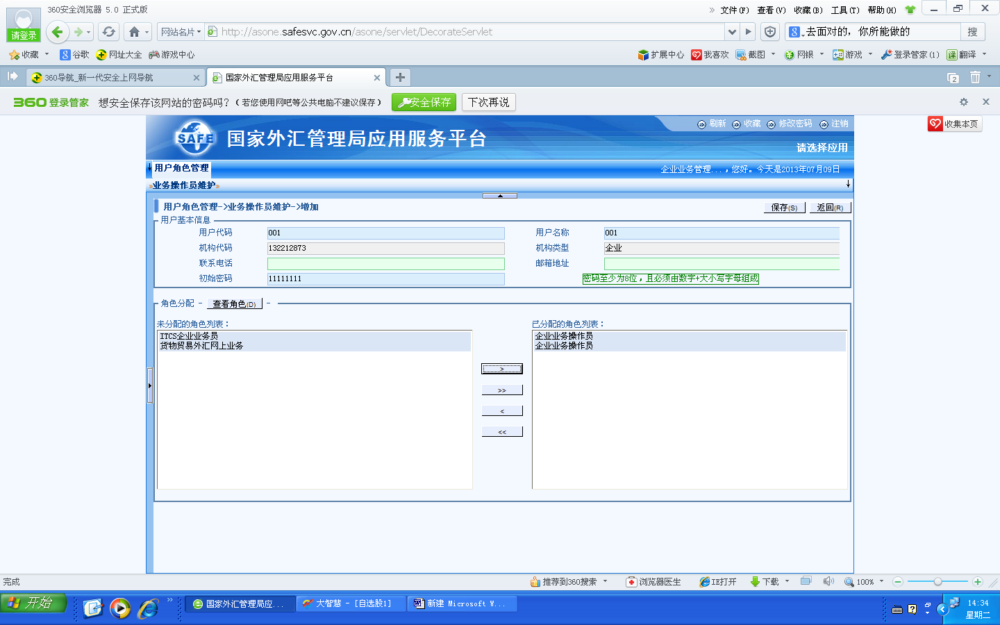 360安全浏览器 5.0 正式版
» 文件(F) 查看(V) 收藏(B) 工具(T) 帮助(H)
请登录
网站名片 http://asone.safesvc.gov.cn/asone/servlet/DecorateServlet
去面对的，你所能做的 搜
收藏 谷歌 网址大全 游戏中心
扩展中心 我喜欢 截图 网银 游戏 登录管家(1) 翻译
360导航_新一代安全上网导航
国家外汇管理局应用服务平台
2
360 登录管家 想安全保存该网站的密码吗？（若您使用网吧等公共电脑不建议保存） 安全保存 下次再说
收集本页
SAFE 国家外汇管理局应用服务平台
刷新 收藏 修改密码 注销
请选择应用
用户角色管理
企业业务管理...，您好。今天是2013年07月09日
»业务操作员维护»
用户角色管理->业务操作员维护->增加
保存(S) 返回(R)
用户基本信息
用户代码 001 用户名称 001
机构代码 132212873 机构类型 企业
联系电话 邮箱地址
初始密码 11111111 密码至少为8位，且必须由数字+大小写字母组成
角色分配 - 查看角色(D) -
未分配的角色列表： 已分配的角色列表：
ITCS企业业务员 企业业务操作员
货物贸易外汇网上业务 企业业务操作员
>
>>
<
<<
完成
推荐到360搜索 浏览器医生 IE打开 下载 100%
开始
»
国家外汇管理局应...
大智慧 - [自选股1]
新建 Microsoft W...
14:34
星期二